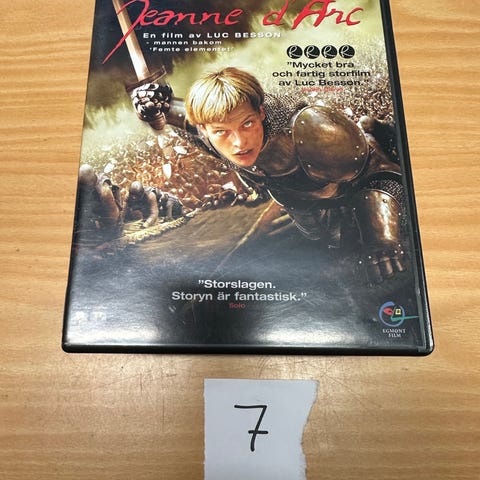 Jeanne d'Arc
En film av LUC BESSON
- mannen bakom
'Femte elementet'
"Mycket bra
och fartig storfilm
av Luc Besson."
"Storslagen.
Storyn är fantastisk."
Solo
EGMONT
FILM
7